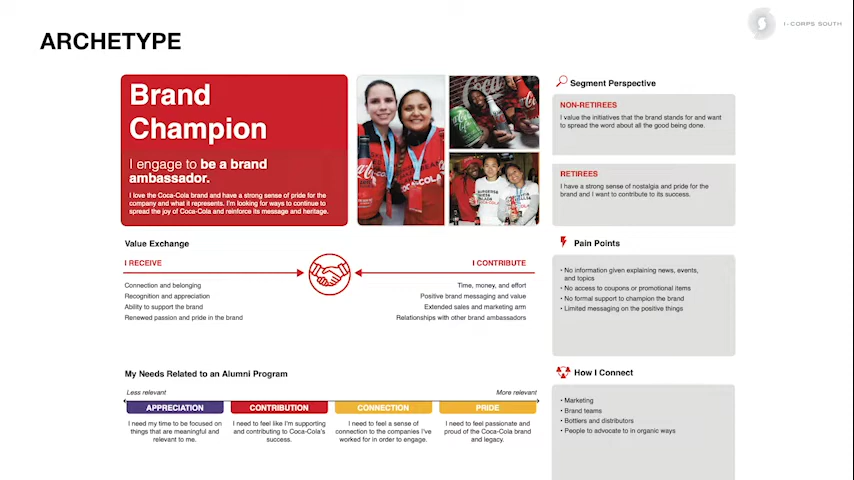 I-CORPS SOUTH
ARCHETYPE
Brand
Champion
I engage to be a brand
ambassador.
I love the Coca-Cola brand and have a strong sense of pride for the
company and what it represents. I'm looking for ways to continue to
spread the joy of Coca-Cola and reinforce its message and heritage.
Segment Perspective
NON-RETIREES
I value the initiatives that the brand stands for and want
to spread the word about all the good being done.
RETIREES
I have a strong sense of nostalgia and pride for the
brand and I want to contribute to its success.
Value Exchange
I RECEIVE
Connection and belonging
Recognition and appreciation
Ability to support the brand
Renewed passion and pride in the brand
I CONTRIBUTE
Time, money, and effort
Positive brand messaging and value
Extended sales and marketing arm
Relationships with other brand ambassadors
Pain Points
• No information given explaining news, events,
and topics
• No access to coupons or promotional items
• No formal support to champion the brand
• Limited messaging on the positive things
My Needs Related to an Alumni Program
Less relevant
More relevant
APPRECIATION
I need my time to be focused on
things that are meaningful and
relevant to me.
CONTRIBUTION
I need to feel like I'm supporting
and contributing to Coca-Cola's
success.
CONNECTION
I need to feel a sense of
connection to the companies I've
worked for in order to engage.
PRIDE
I need to feel passionate and
proud of the Coca-Cola brand
and legacy.
How I Connect
• Marketing
• Brand teams
• Bottlers and distributors
• People to advocate to in organic ways